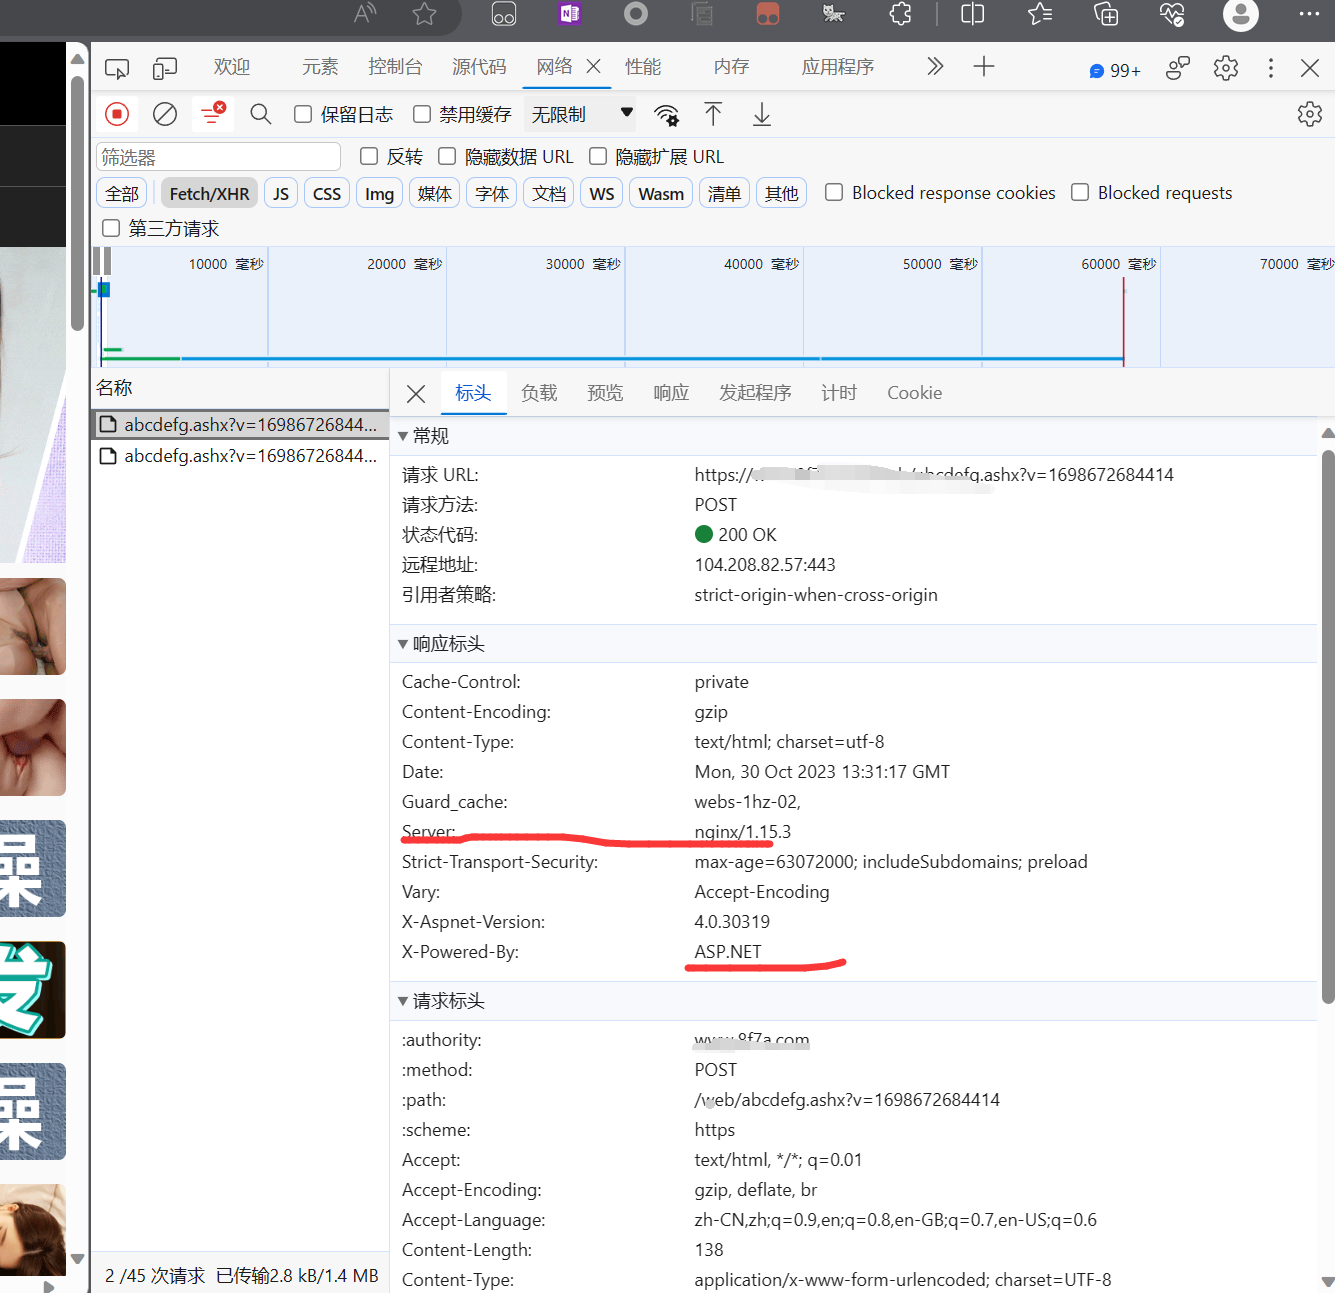 欢迎 元素 控制台 源代码 网络 性能 内存 应用程序 99+
保留日志 禁用缓存 无限制
筛选器 反转 隐藏数据 URL 隐藏扩展 URL
全部 Fetch/XHR JS CSS Img 媒体 字体 文档 WS Wasm 清单 其他 Blocked response cookies Blocked requests
第三方请求
10000 毫秒 20000 毫秒 30000 毫秒 40000 毫秒 50000 毫秒 60000 毫秒 70000 毫秒
名称
标头 负载 预览 响应 发起程序 计时 Cookie
abcdefg.ashx?v=16986726844...
abcdefg.ashx?v=16986726844...
常规
请求 URL: https:// abcdefg.ashx?v=1698672684414
请求方法: POST
状态代码: 200 OK
远程地址: 104.208.82.57:443
引用者策略: strict-origin-when-cross-origin
响应标头
Cache-Control: private
Content-Encoding: gzip
Content-Type: text/html; charset=utf-8
Date: Mon, 30 Oct 2023 13:31:17 GMT
Guard_cache: webs-1hz-02,
Server: nginx/1.15.3
Strict-Transport-Security: max-age=63072000; includeSubdomains; preload
Vary: Accept-Encoding
X-Aspnet-Version: 4.0.30319
X-Powered-By: ASP.NET
请求标头
:authority:
:method: POST
:path: /web/abcdefg.ashx?v=1698672684414
:scheme: https
Accept: text/html, */*; q=0.01
Accept-Encoding: gzip, deflate, br
Accept-Language: zh-CN,zh;q=0.9,en;q=0.8,en-GB;q=0.7,en-US;q=0.6
Content-Length: 138
Content-Type: application/x-www-form-urlencoded; charset=UTF-8
2 /45 次请求 已传输2.8 kB/1.4 MB